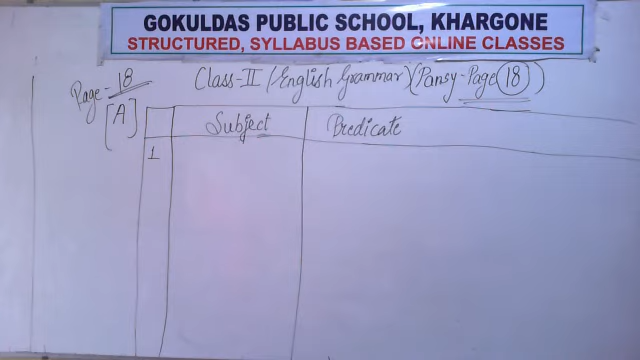 GOKULDAS PUBLIC SCHOOL, KHARGONE
STRUCTURED, SYLLABUS BASED ONLINE CLASSES
Page-18 Class-II (English Grammar) (Pansy-Page 18)
[A]
Subject Predicate
1